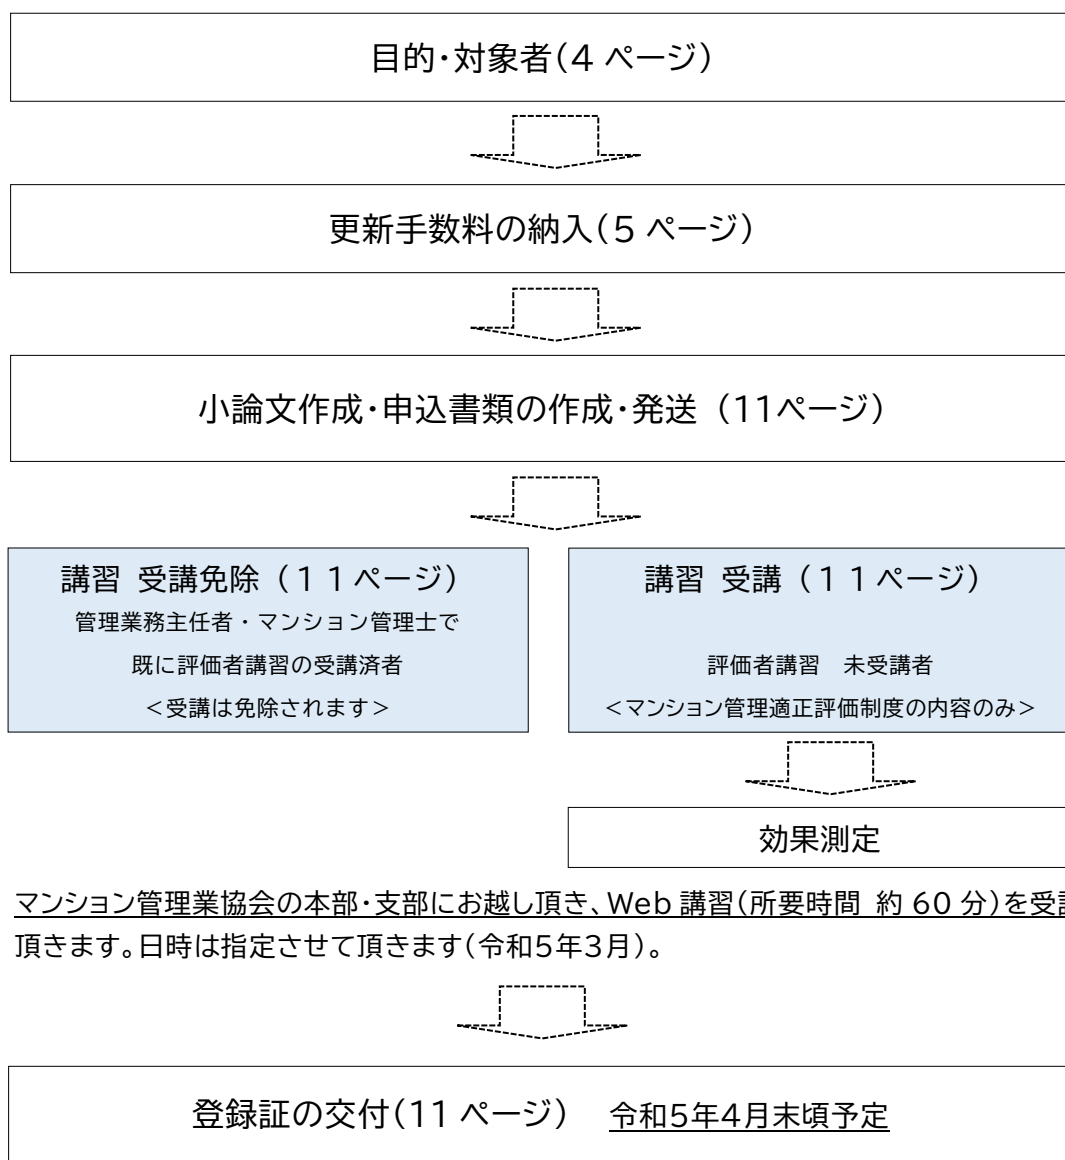 目的・対象者(4 ページ)
更新手数料の納入(5 ページ)
小論文作成・申込書類の作成・発送 (11ページ)
講習 受講免除 (11ページ)
管理業務主任者・マンション管理士で
既に評価者講習の受講済者
<受講は免除されます>
講習 受講 (11ページ)
評価者講習　未受講者
<マンション管理適正評価制度の内容のみ>
効果測定
マンション管理業協会の本部・支部にお越し頂き、Web 講習(所要時間 約 60 分)を受
頂きます。日時は指定させて頂きます(令和5年3月)。
登録証の交付(11 ページ)　令和5年4月末頃予定